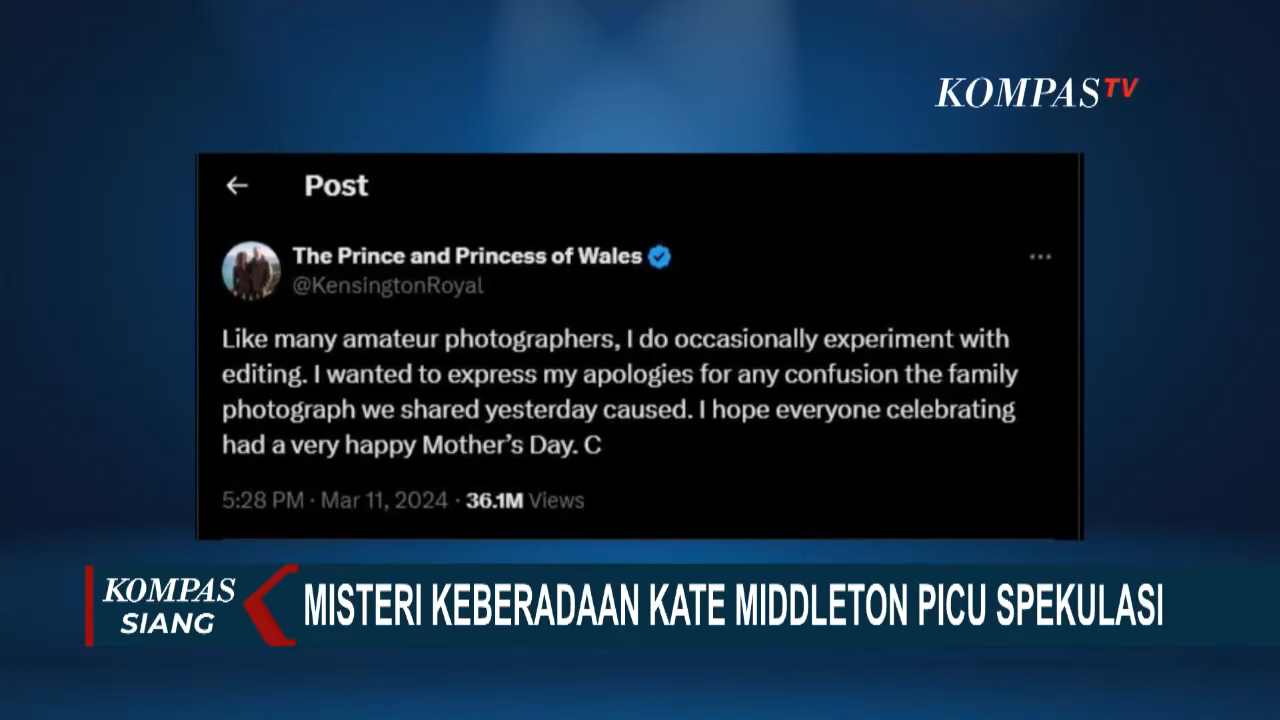 KOMPAS TV
Post
The Prince and Princess of Wales
@KensingtonRoyal
Like many amateur photographers, I do occasionally experiment with
editing. I wanted to express my apologies for any confusion the family
photograph we shared yesterday caused. I hope everyone celebrating
had a very happy Mother’s Day. C
5:28 PM · Mar 11, 2024 · 36.1M Views
KOMPAS
SIANG
MISTERI KEBERADAAN KATE MIDDLETON PICU SPEKULASI